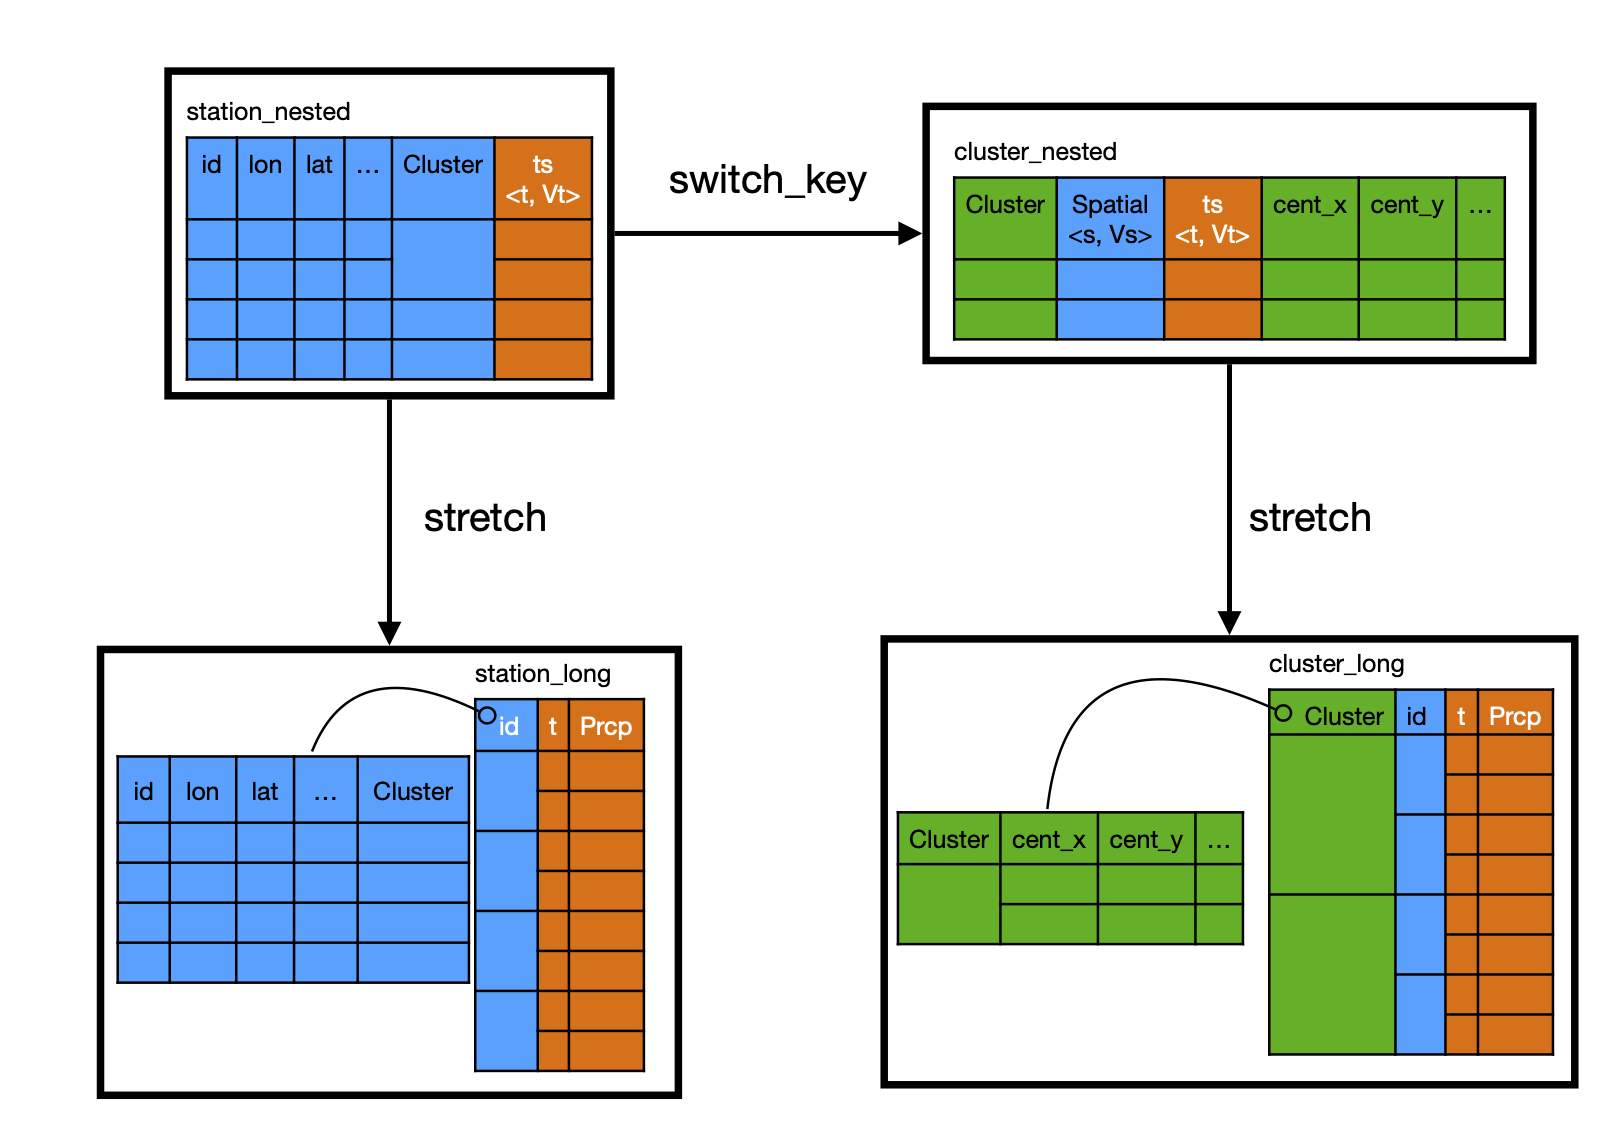 station_nested
id lon lat ... Cluster ts
<t, Vt>
switch_key
cluster_nested
Cluster Spatial ts cent_x cent_y ...
<s, Vs> <t, Vt>
stretch
stretch
station_long
id t Prcp
id lon lat ... Cluster
cluster_long
Cluster id t Prcp
Cluster cent_x cent_y ...